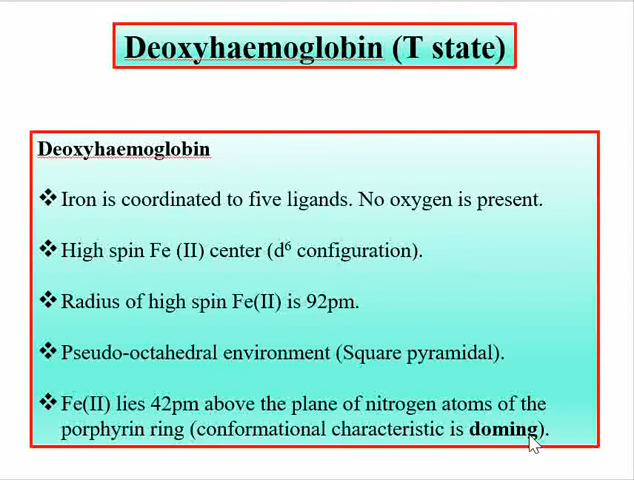 Deoxyhaemoglobin (T state)
Deoxyhaemoglobin
❖Iron is coordinated to five ligands. No oxygen is present.
❖High spin Fe (II) center (d⁶ configuration).
❖Radius of high spin Fe(II) is 92pm.
❖Pseudo-octahedral environment (Square pyramidal).
❖Fe(II) lies 42pm above the plane of nitrogen atoms of the
porphyrin ring (conformational characteristic is doming).